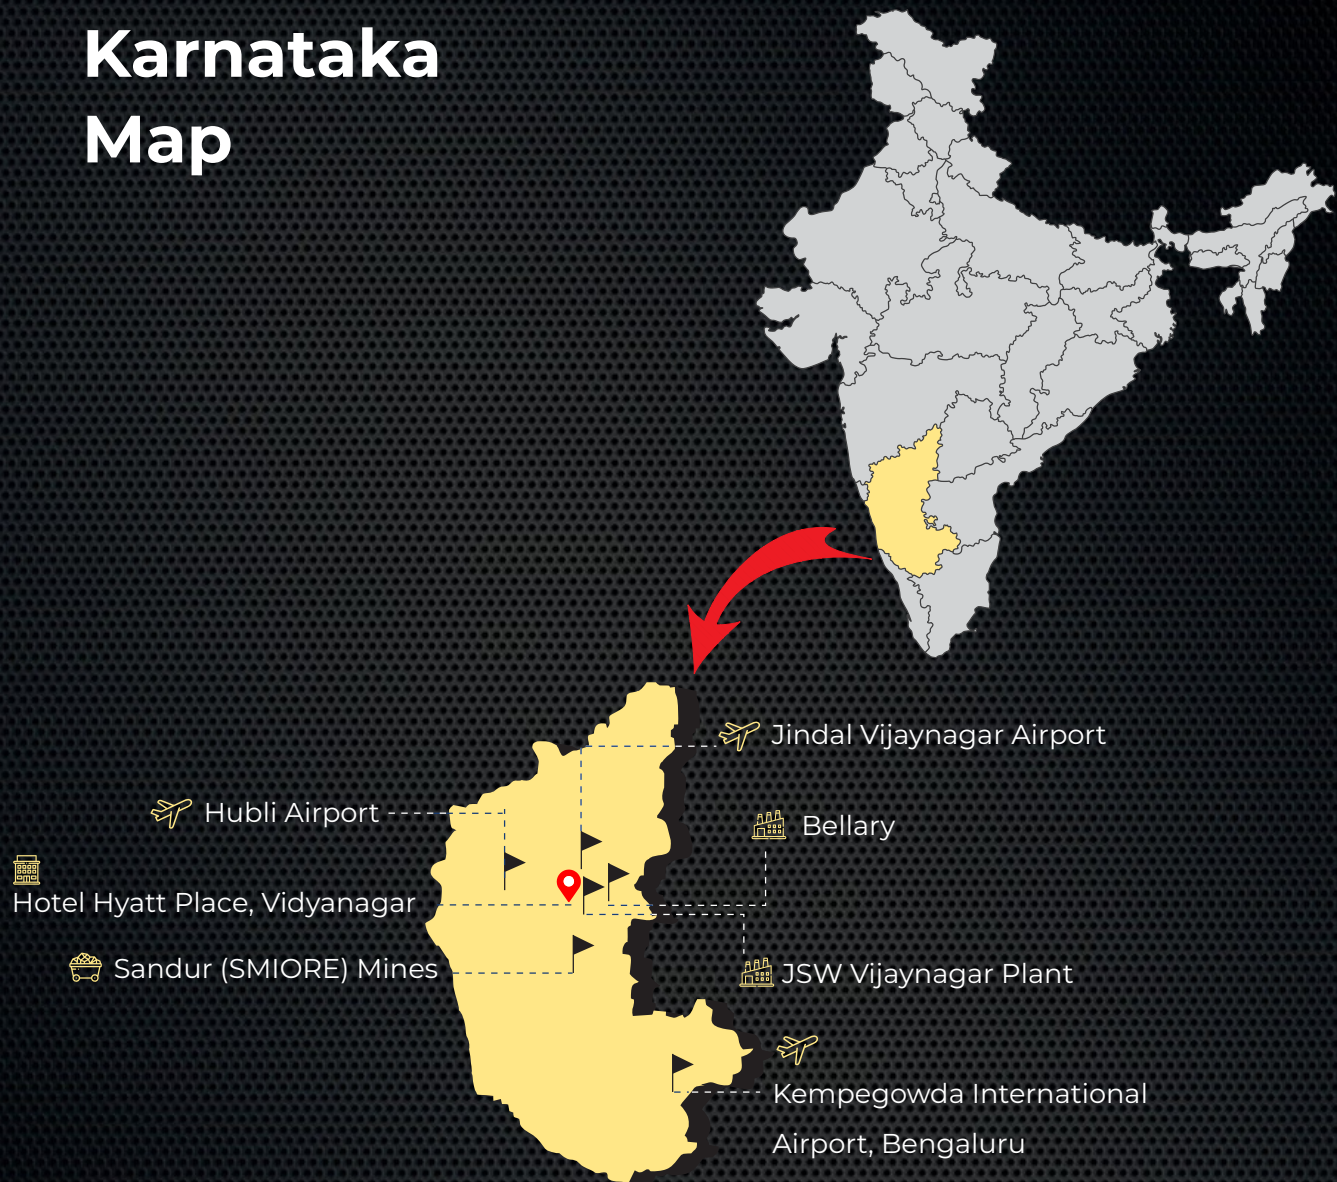 Karnataka
Map
Jindal Vijaynagar Airport
Hubli Airport
Bellary
Hotel Hyatt Place, Vidyanagar
Sandur (SMIORE) Mines
JSW Vijaynagar Plant
Kempegowda International
Airport, Bengaluru